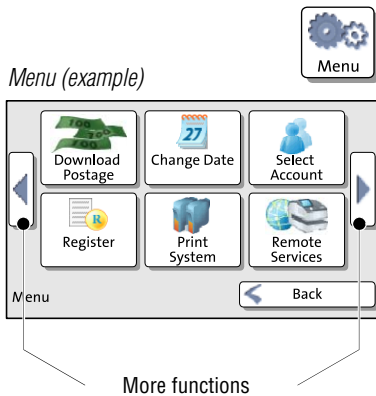 Menu
Menu (example)
100 100 100
27
Download
Postage
Change Date
Select
Account
R
Register
Print
System
Remote
Services
Menu
Back
More functions